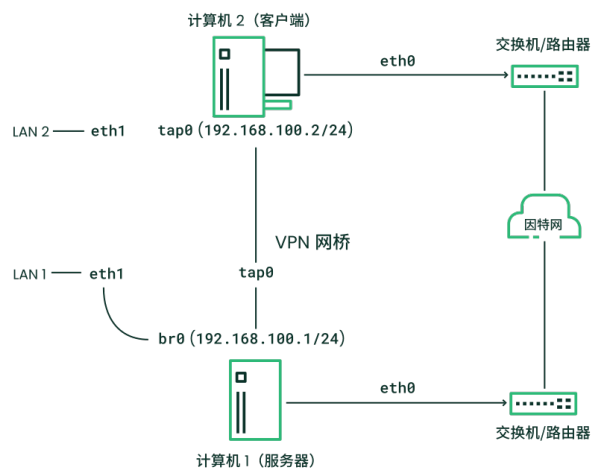 计算机 2（客户端）
交换机/路由器
eth0
LAN 2 eth1 tap0 (192.168.100.2/24)
因特网
VPN 网桥
LAN 1 eth1 tap0
br0 (192.168.100.1/24)
eth0
计算机 1（服务器）
交换机/路由器